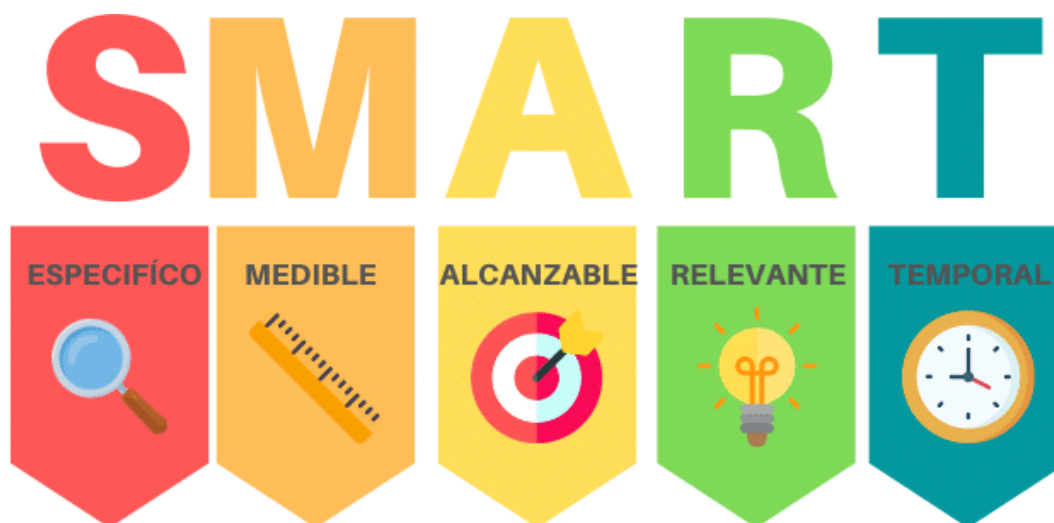 SMART
ESPECIFÍCO
MEDIBLE
ALCANZABLE
RELEVANTE
TEMPORAL